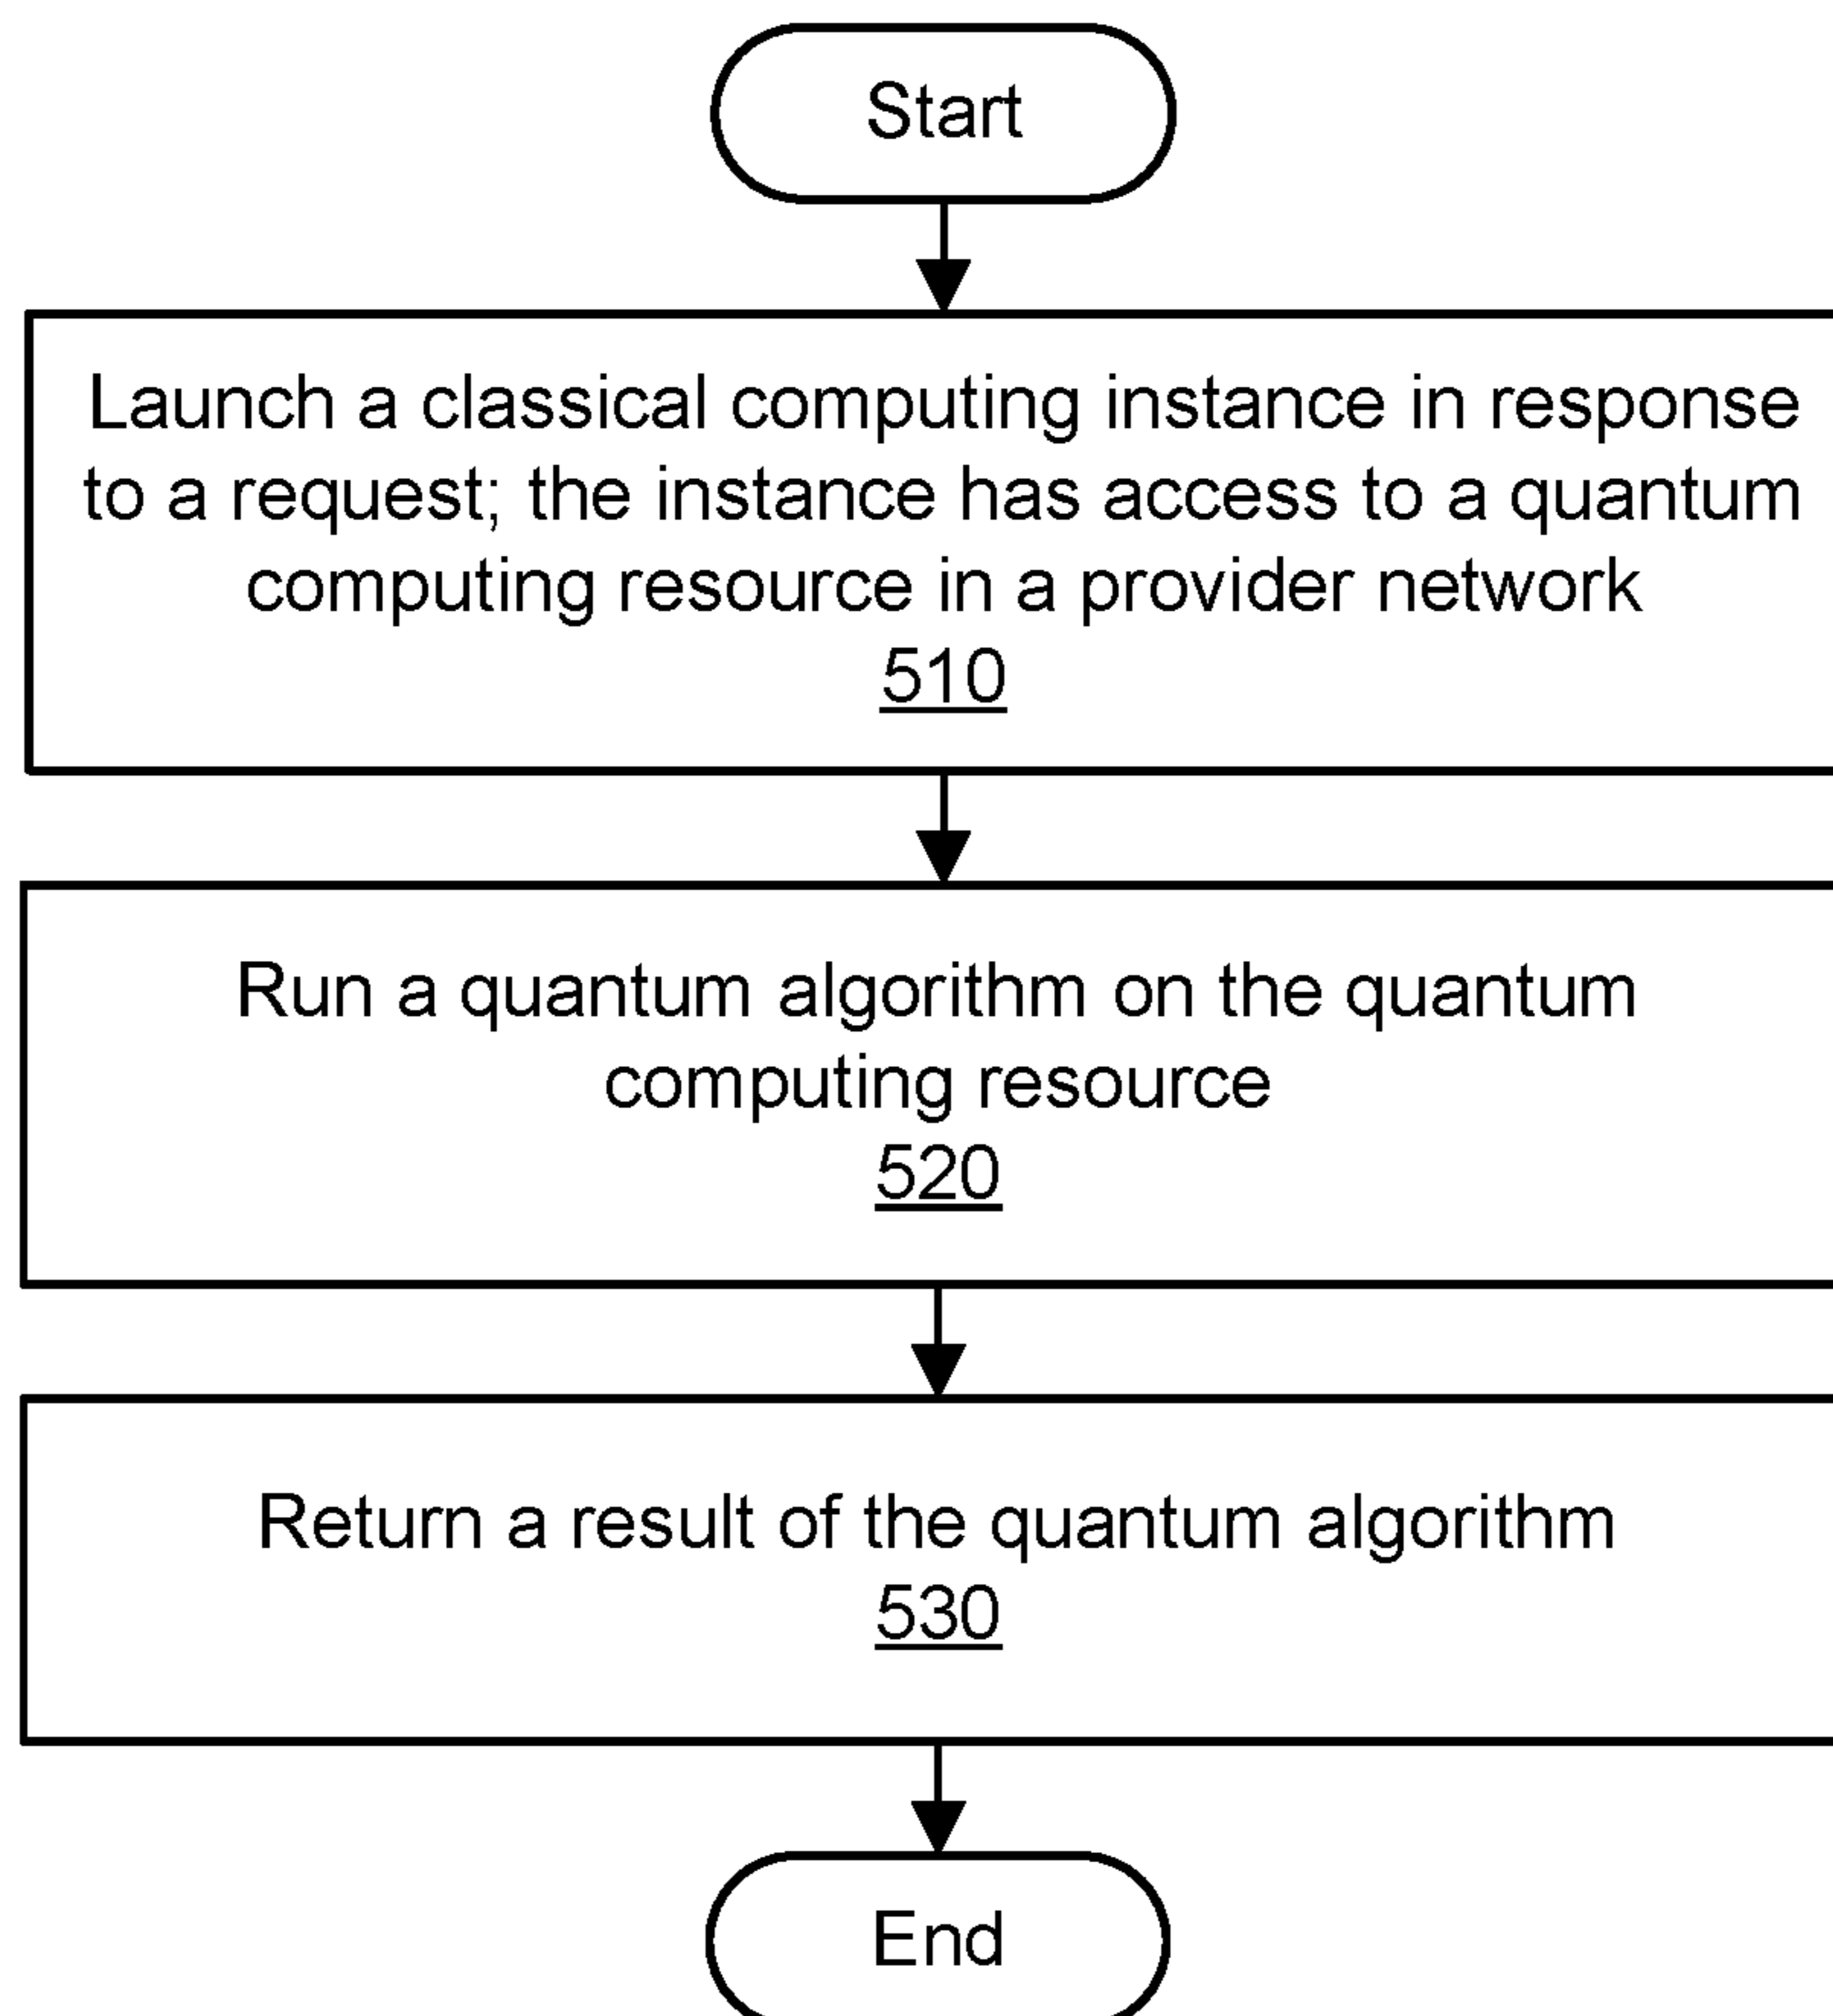 Start
Launch a classical computing instance in response
to a request; the instance has access to a quantum
computing resource in a provider network
510
Run a quantum algorithm on the quantum
computing resource
520
Return a result of the quantum algorithm
530
End